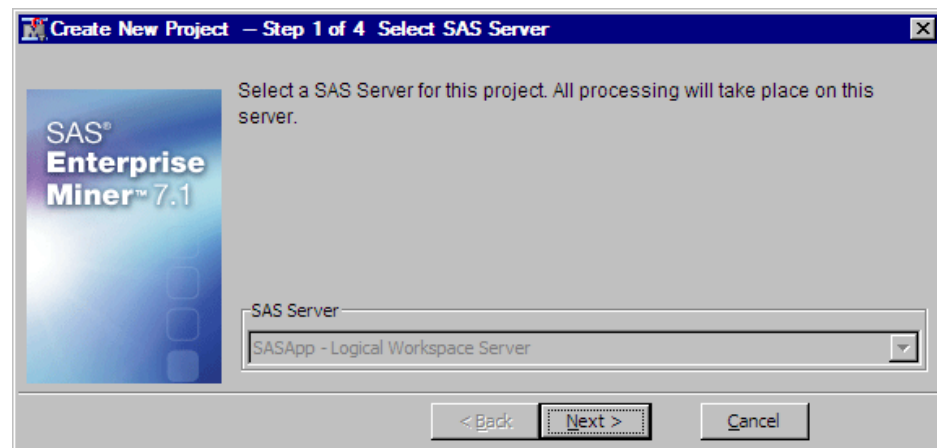 Create New Project – Step 1 of 4 Select SAS Server
Select a SAS Server for this project. All processing will take place on this
server.
SAS®
Enterprise
Miner™ 7.1
SAS Server
SASApp - Logical Workspace Server
< Back
Next >
Cancel